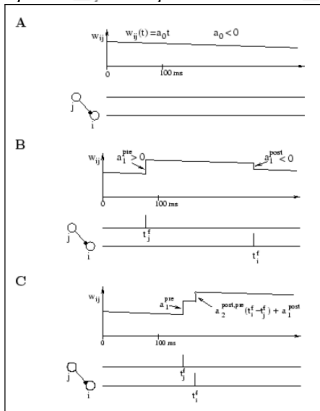 A
w_ij
w_ij(t) = a_0 t
a_0 < 0
0
100 ms
j
i
B
w_ij
a_1^pre > 0
a_1^post < 0
0
100 ms
j
t_j^f
i
t_i^f
C
w_ij
a_1^pre
a_2^post,pre (t_i^f - t_j^f) + a_1^post
0
100 ms
j
t_j^f
i
t_i^f